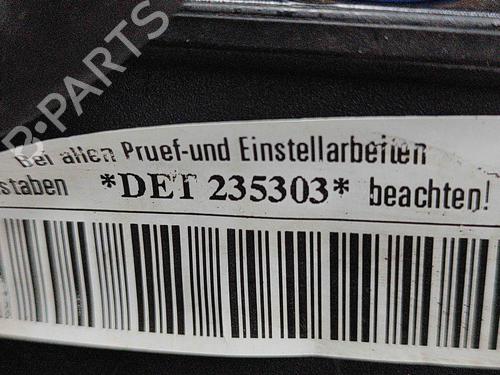 B-PARTS
Bei allen Pruef-und Einstellarbeiten
staben *DET 235303* beachten!